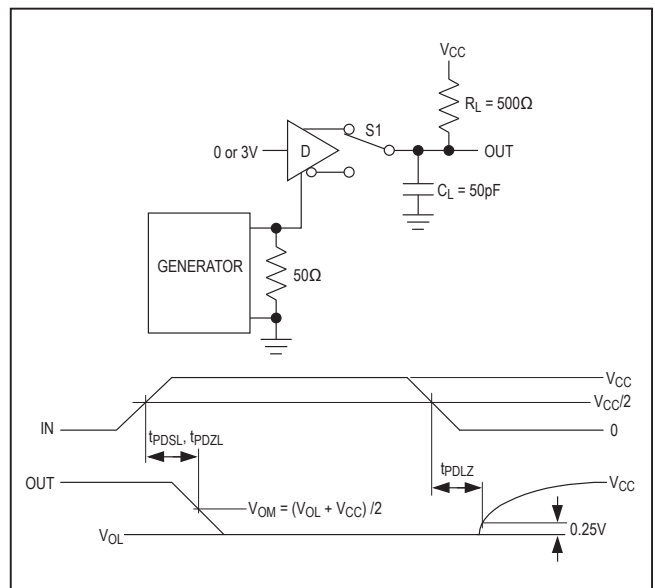 VCC
RL = 500Ω
S1
0 or 3V
D
OUT
CL = 50pF
GENERATOR
50Ω
VCC
VCC/2
IN
0
tPDSL, tPDZL
tPDLZ
OUT
VCC
VOM = (VOL + VCC) /2
0.25V
VOL